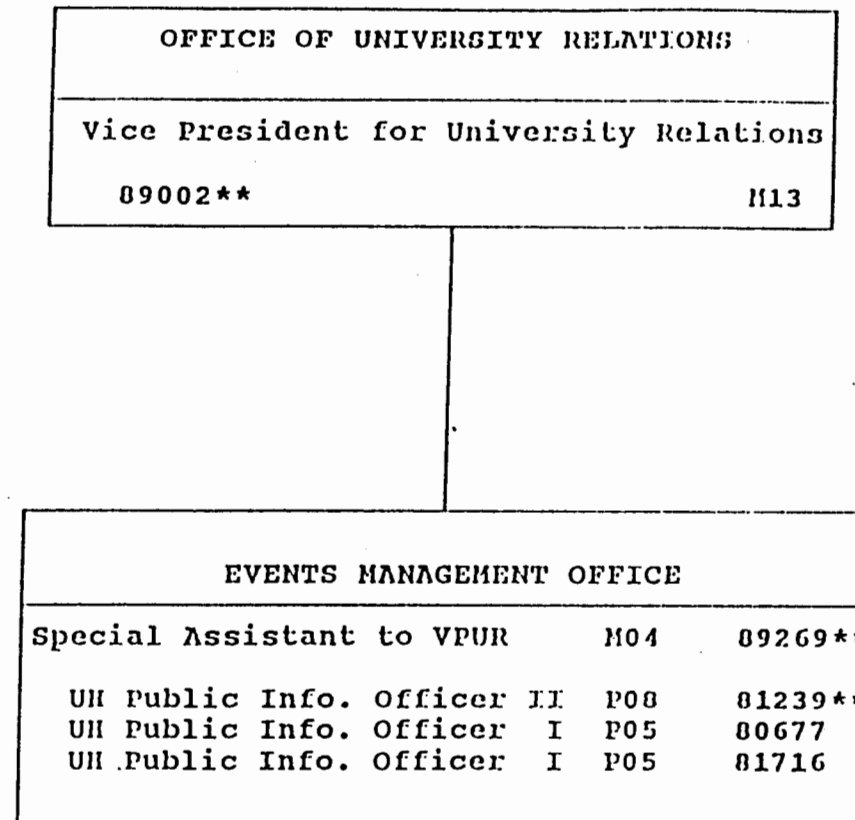 OFFICE OF UNIVERSITY RELATIONS
Vice President for University Relations
89002** M13
EVENTS MANAGEMENT OFFICE
Special Assistant to VPUR M04 89269**
UH Public Info. Officer II P08 81239**
UH Public Info. Officer I P05 80677
UH Public Info. Officer I P05 81716